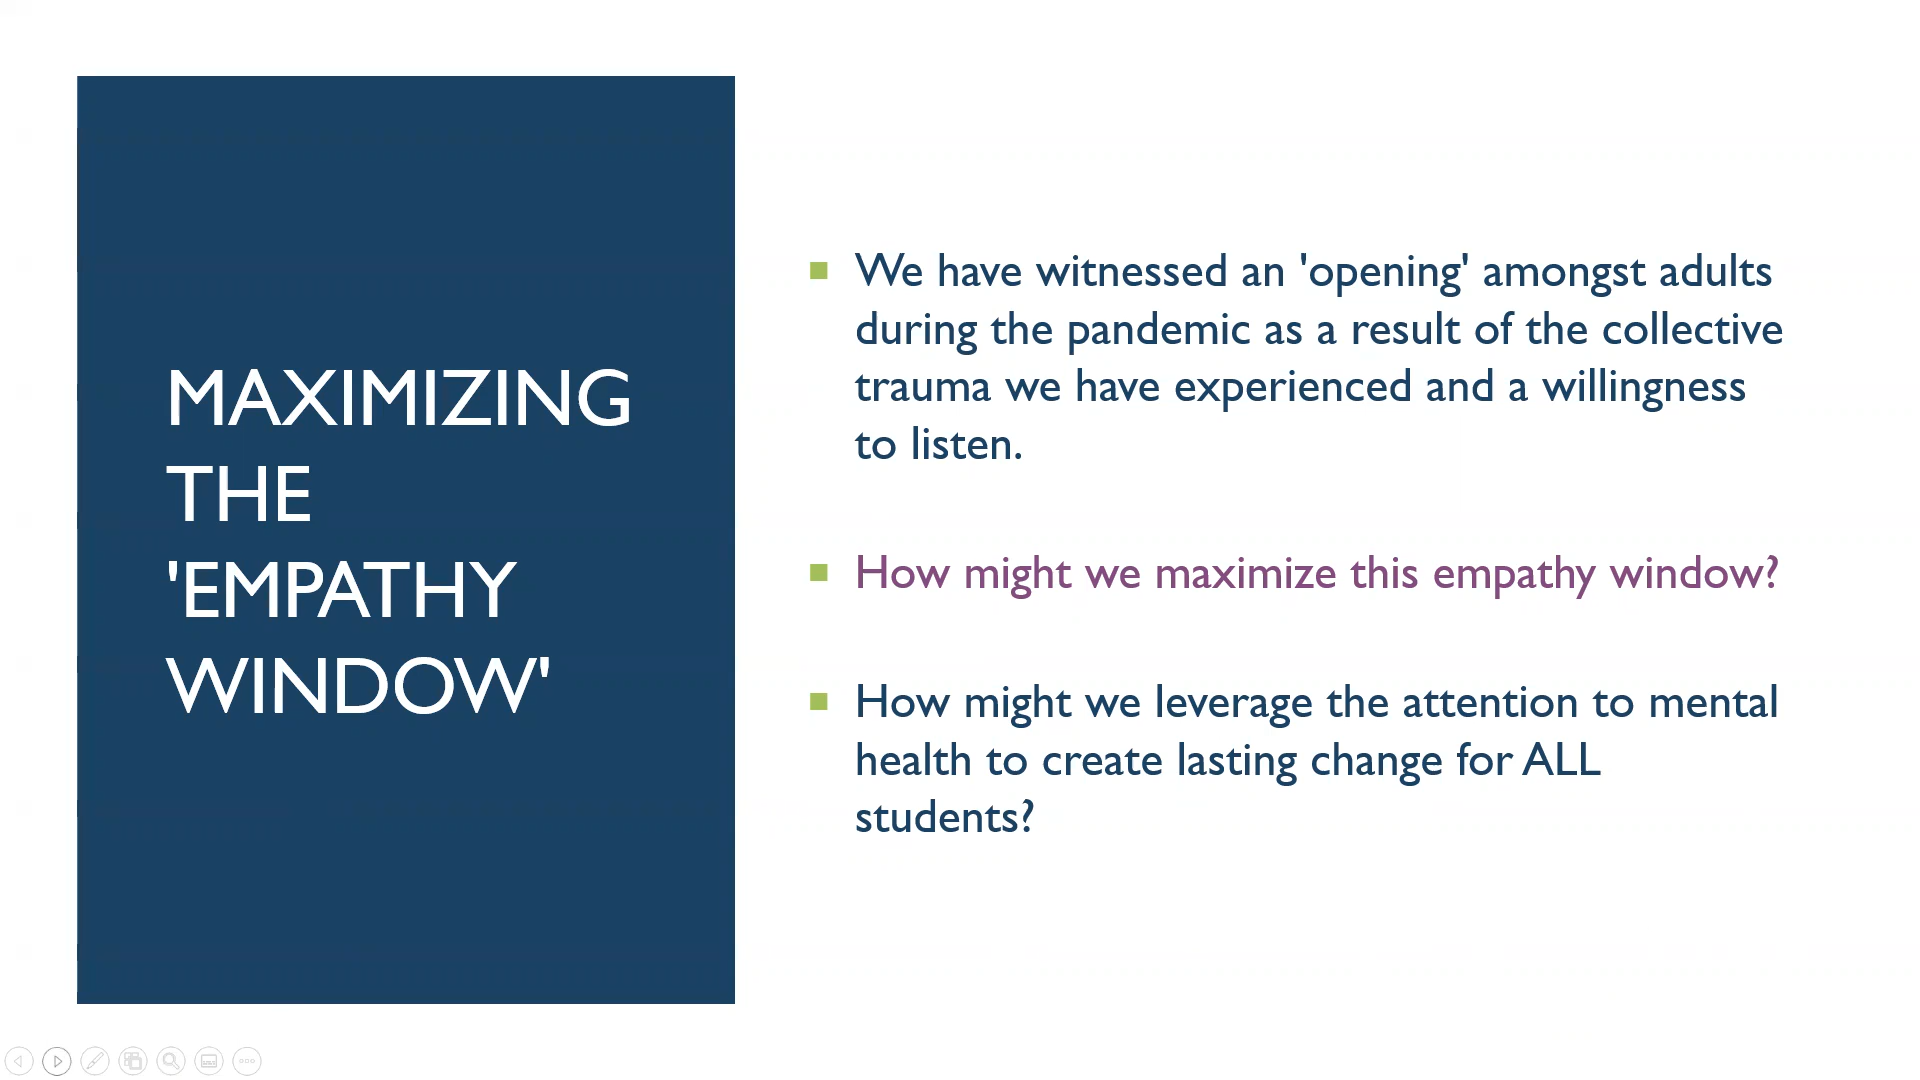 MAXIMIZING
THE
'EMPATHY
WINDOW'
We have witnessed an 'opening' amongst adults
during the pandemic as a result of the collective
trauma we have experienced and a willingness
to listen.
How might we maximize this empathy window?
How might we leverage the attention to mental
health to create lasting change for ALL
students?